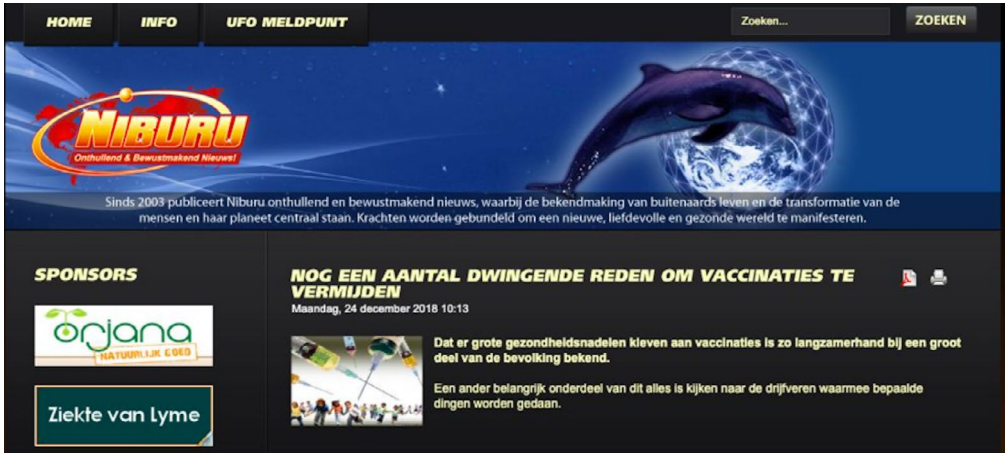 HOME
INFO
UFO MELDPUNT
Zoeken...
ZOEKEN
NIBURU
Onthullend & Bewustmakend Nieuws!
Sinds 2003 publiceert Niburu onthullend en bewustmakend nieuws, waarbij de bekendmaking van buitenaards leven en de transformatie van de
mensen en haar planeet centraal staan. Krachten worden gebundeld om een nieuwe, liefdevolle en gezonde wereld te manifesteren.
SPONSORS
orjana
NATUURLIJK GOED
Ziekte van Lyme
NOG EEN AANTAL DWINGENDE REDEN OM VACCINATIES TE
VERMIJDEN
Maandag, 24 december 2018 10:13
Dat er grote gezondheidsnadelen kleven aan vaccinaties is zo langzamerhand bij een groot
deel van de bevolking bekend.
Een ander belangrijk onderdeel van dit alles is kijken naar de drijfveren waarmee bepaalde
dingen worden gedaan.